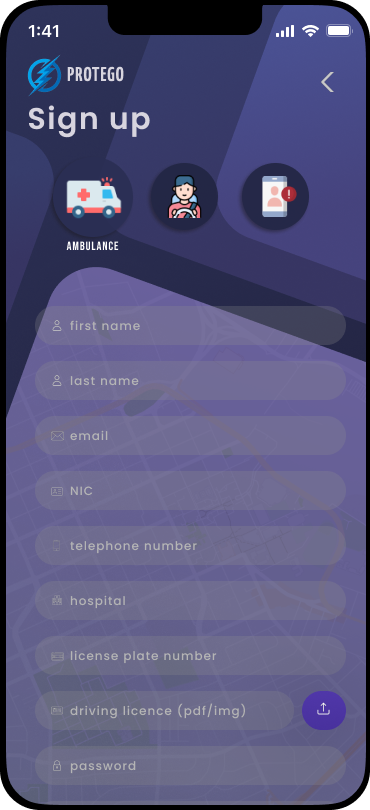 1:41
PROTEGO
Sign up
AMBULANCE
first name
last name
email
NIC
telephone number
hospital
license plate number
driving licence (pdf/img)
password